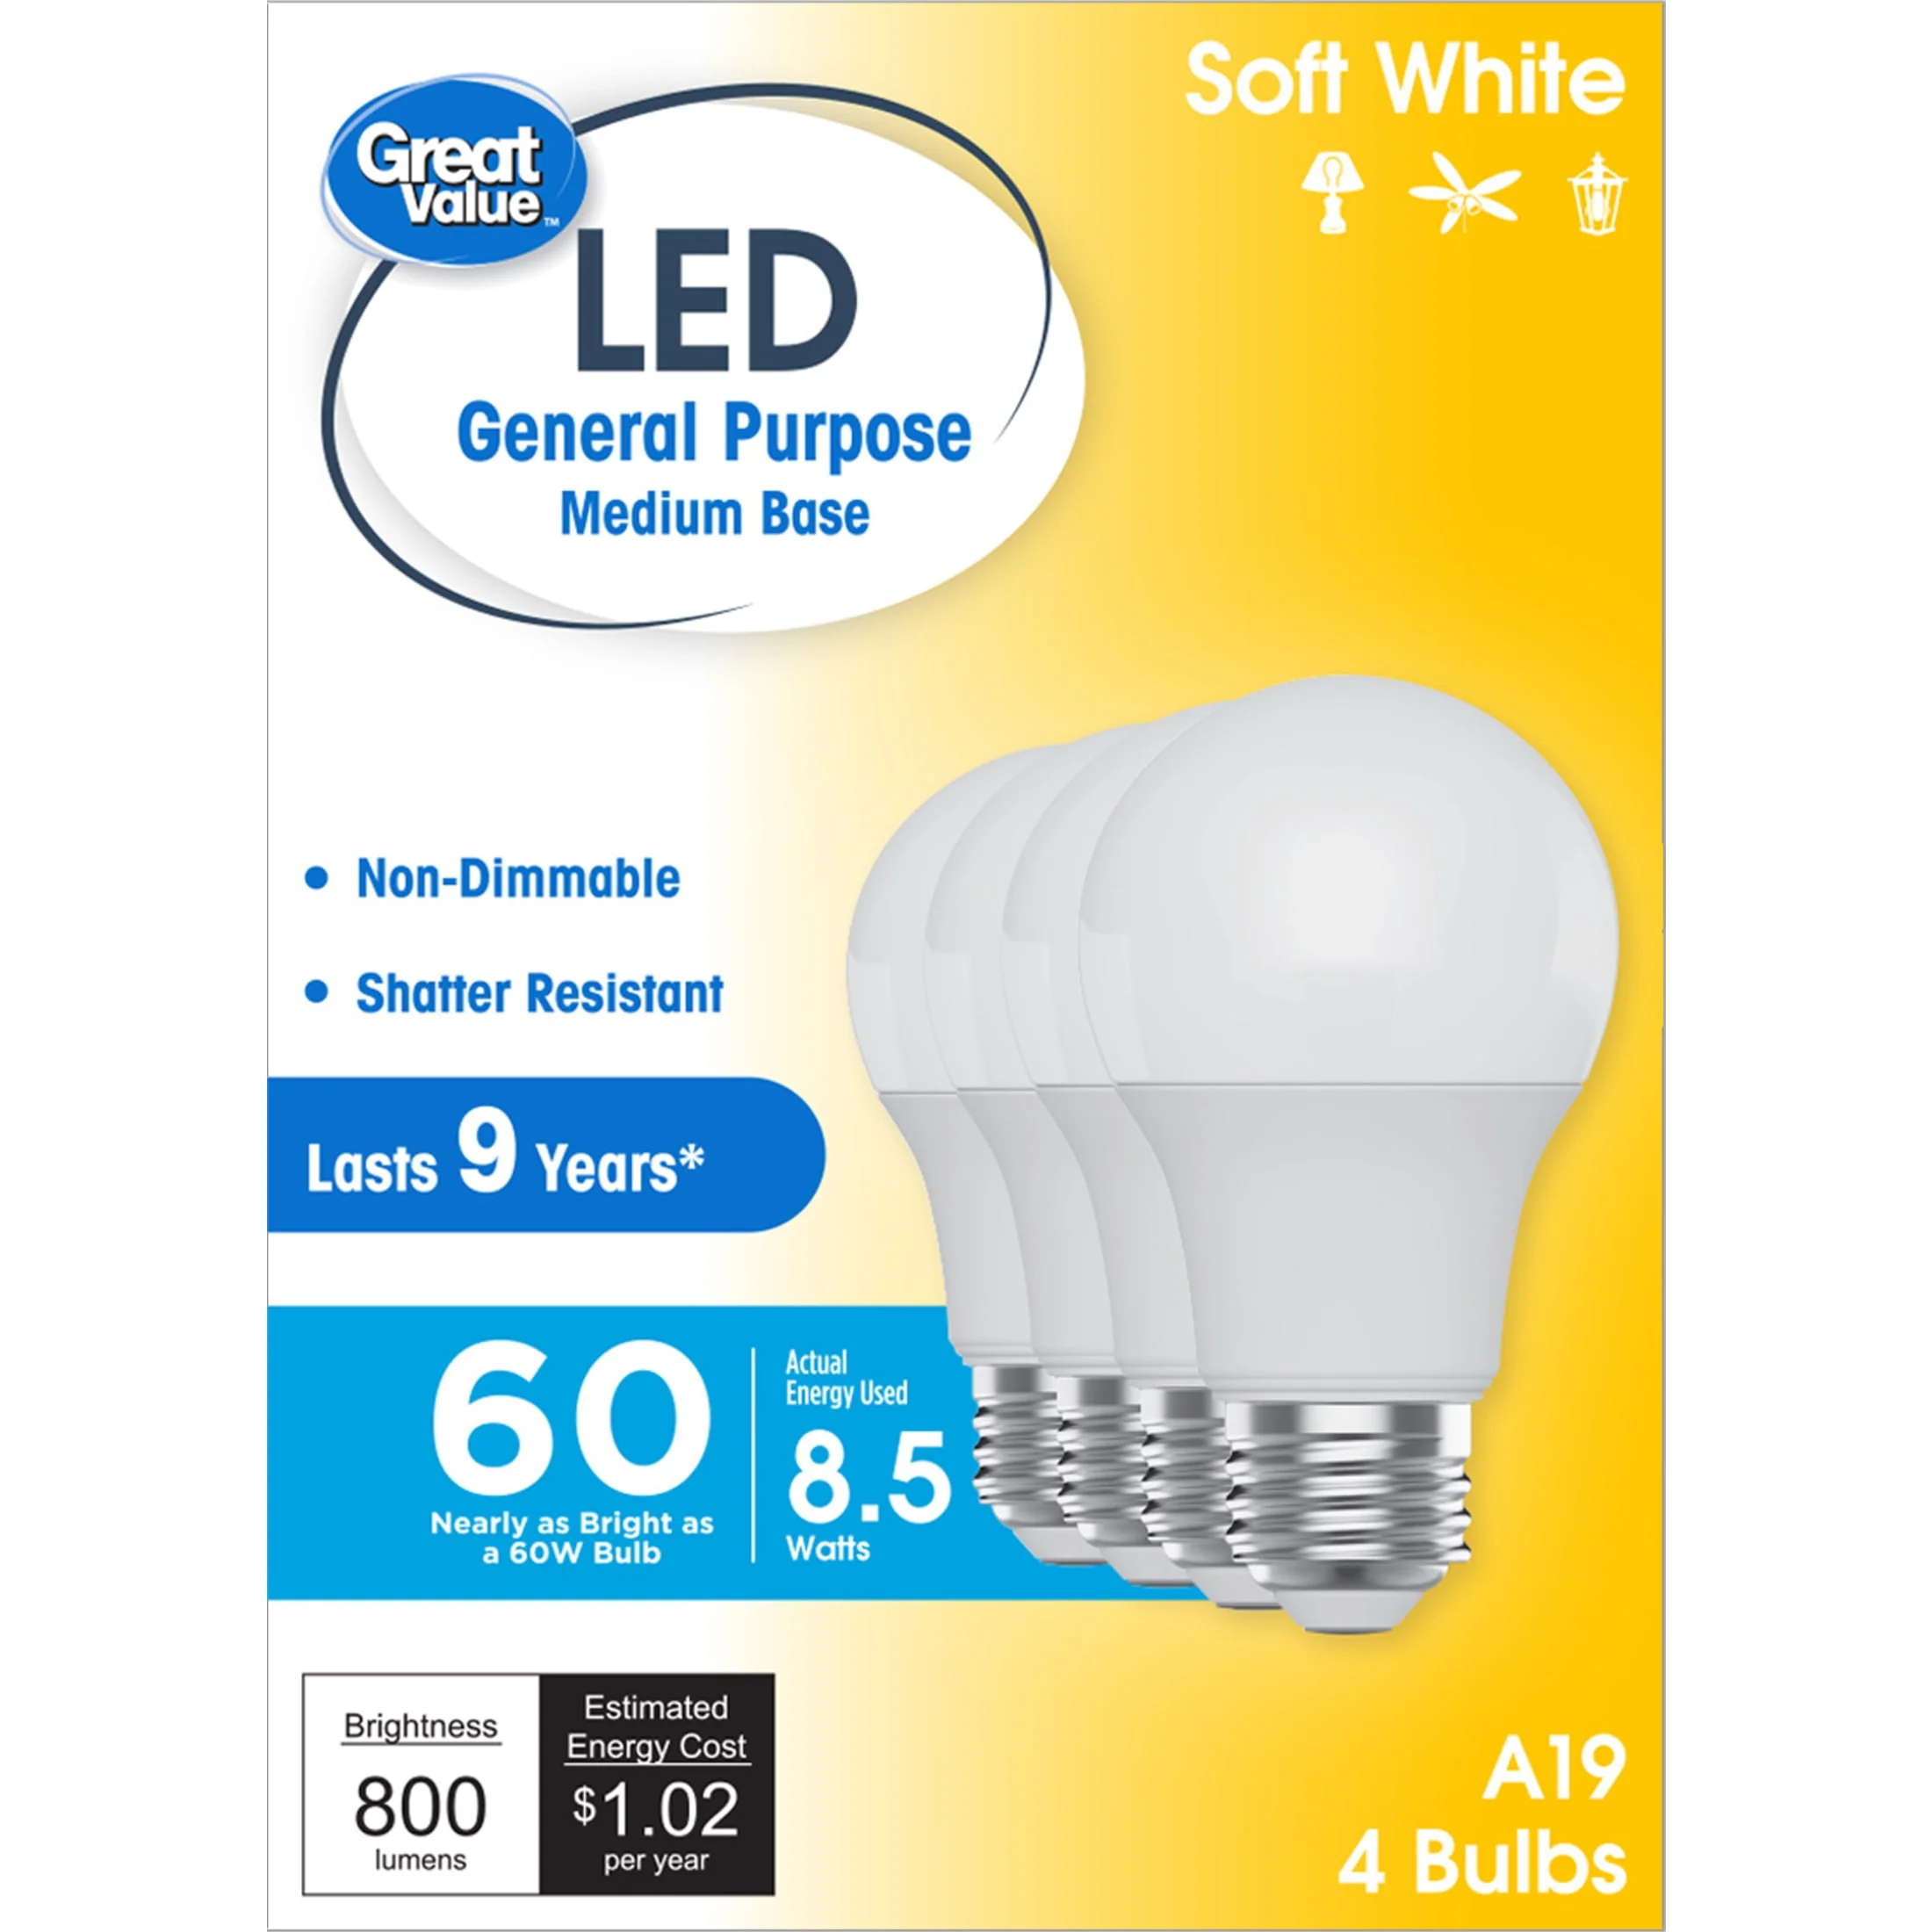 Soft White
Great
Value™
LED
General Purpose
Medium Base
• Non-Dimmable
• Shatter Resistant
Lasts 9 Years*
60
Nearly as Bright as
a 60W Bulb
Actual
Energy Used
8.5
Watts
Brightness
800
lumens
Estimated
Energy Cost
$1.02
per year
A19
4 Bulbs